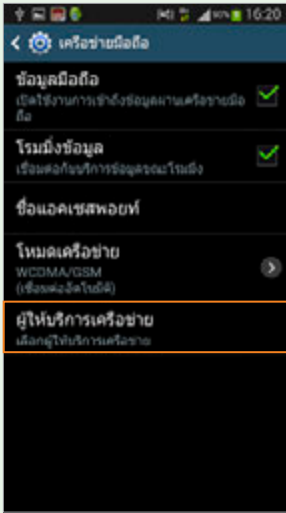 16:20
เครือข่ายมือถือ
ข้อมูลมือถือ
เปิดใช้งานการเข้าถึงข้อมูลผ่านเครือข่ายมือ
ถือ
โรมมิ่งข้อมูล
เชื่อมต่อกับบริการข้อมูลขณะโรมมิ่ง
ชื่อแอคเซสพอยท์
โหมดเครือข่าย
WCDMA/GSM
(เชื่อมต่ออัตโนมัติ)
ผู้ให้บริการเครือข่าย
เลือกผู้ให้บริการเครือข่าย